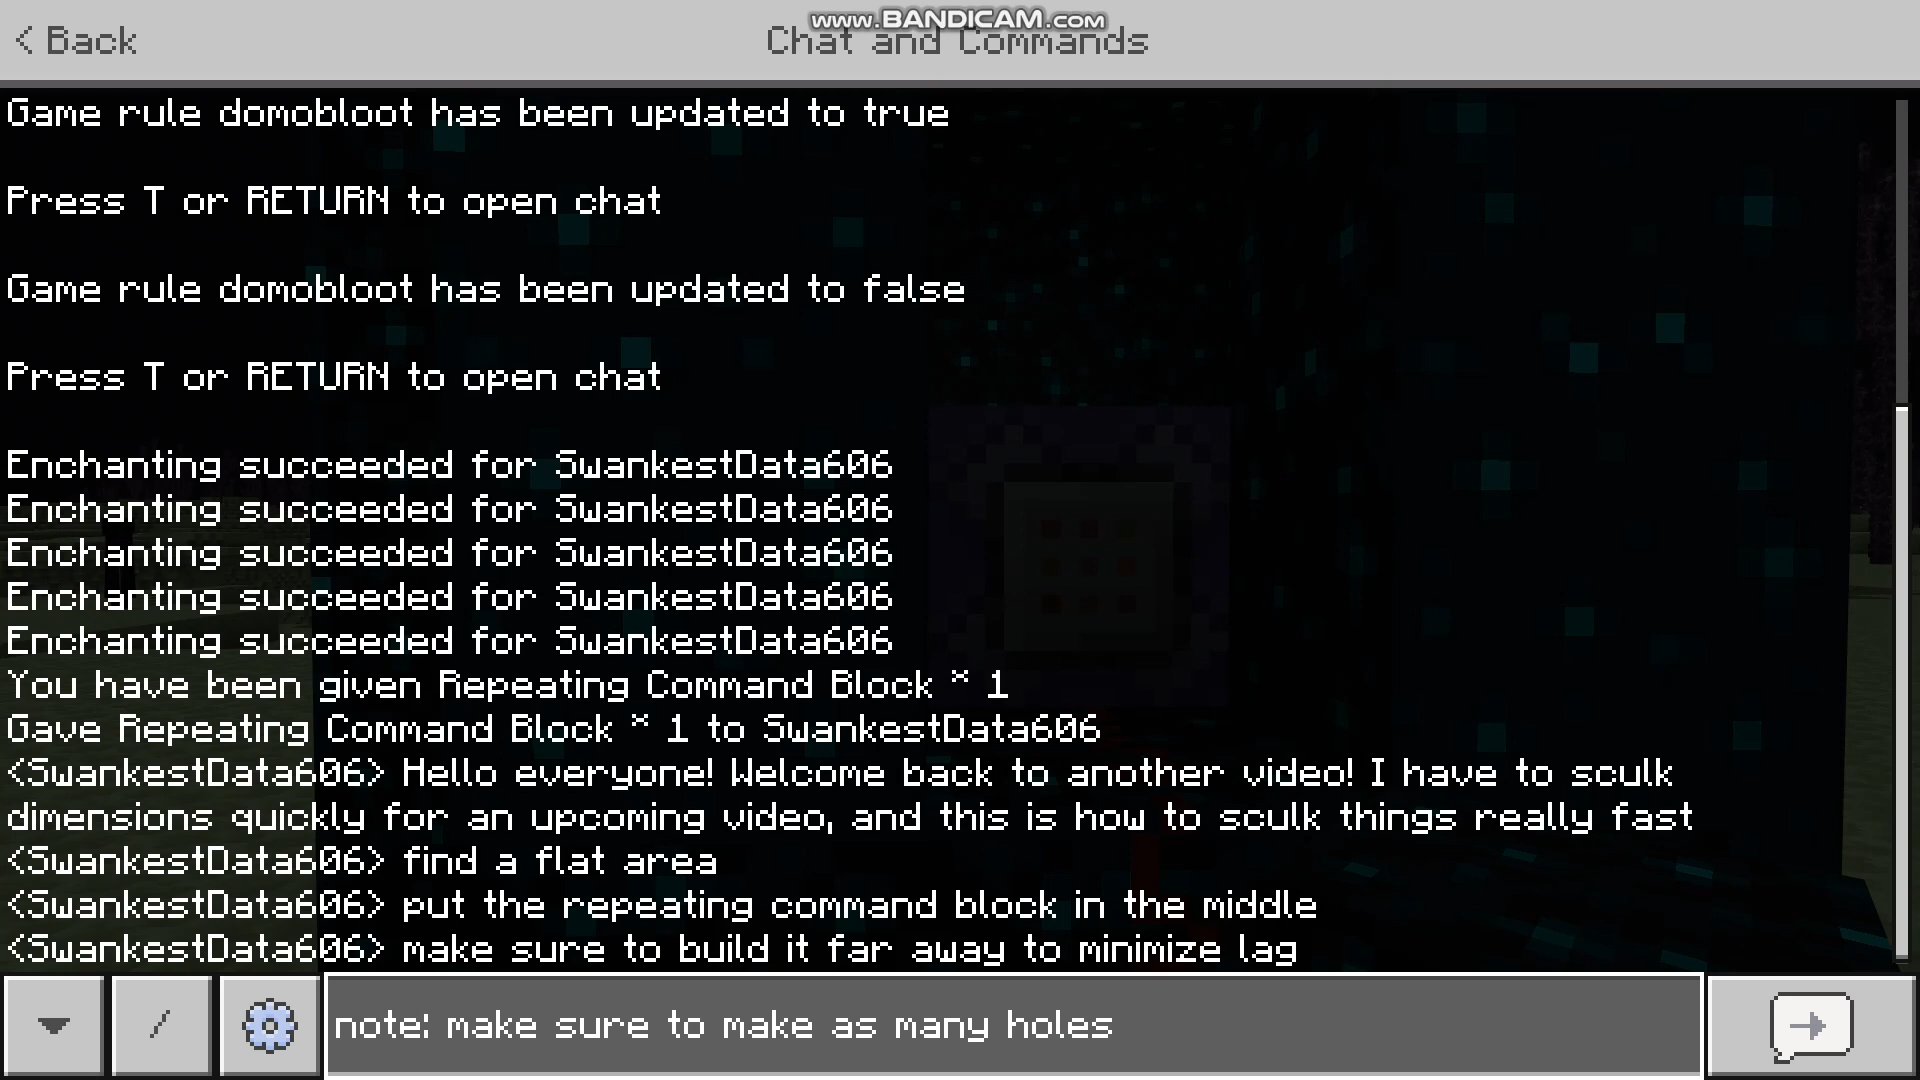 www.BANDICAM.com
< Back
Chat and Commands
Game rule domobloot has been updated to true
Press T or RETURN to open chat
Game rule domobloot has been updated to false
Press T or RETURN to open chat
Enchanting succeeded for SwankestData606
Enchanting succeeded for SwankestData606
Enchanting succeeded for SwankestData606
Enchanting succeeded for SwankestData606
Enchanting succeeded for SwankestData606
You have been given Repeating Command Block * 1
Gave Repeating Command Block * 1 to SwankestData606
<SwankestData606> Hello everyone! Welcome back to another video! I have to sculk
dimensions quickly for an upcoming video, and this is how to sculk things really fast
<SwankestData606> find a flat area
<SwankestData606> put the repeating command block in the middle
<SwankestData606> make sure to build it far away to minimize lag
/
note: make sure to make as many holes